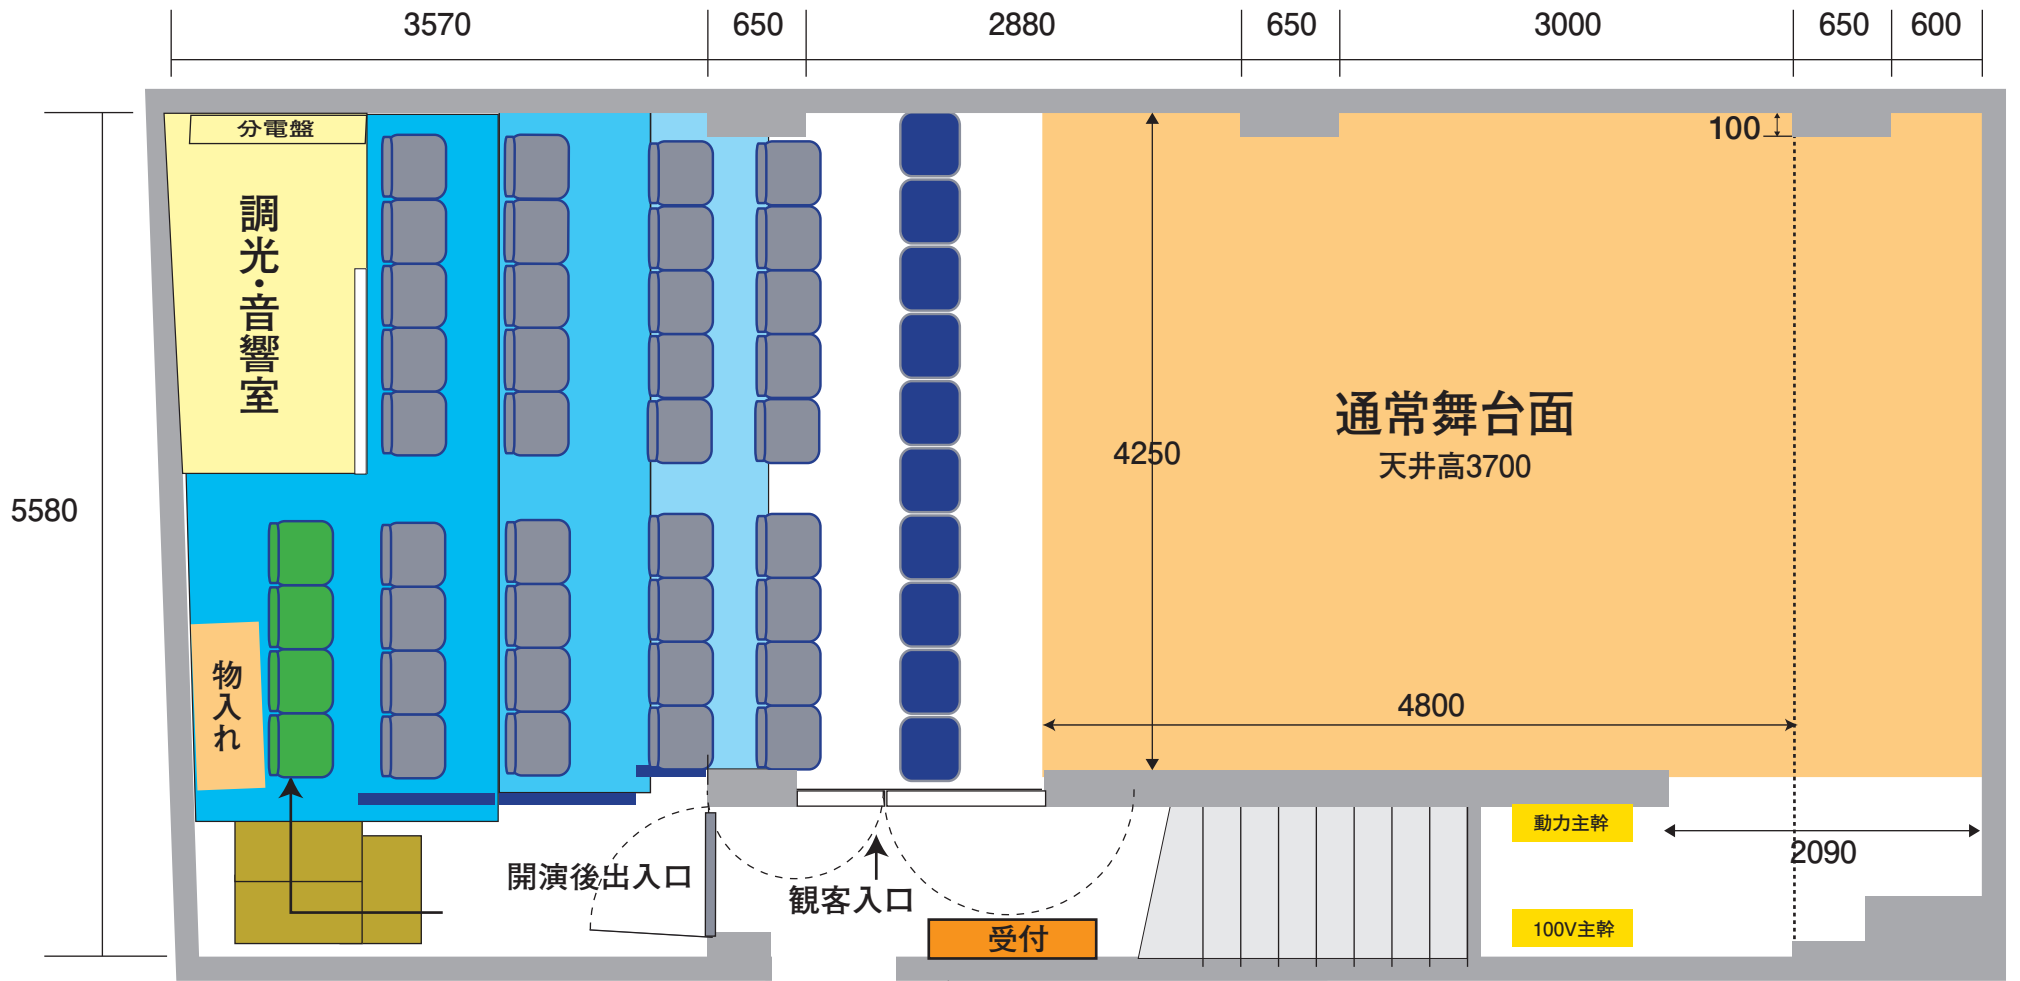 3570
650
2880
650
3000
650
600
分電盤
100
調光・音響室
通常舞台面
天井高3700
4250
5580
物入れ
4800
動力主幹
2090
開演後出入口
観客入口
受付
100V主幹